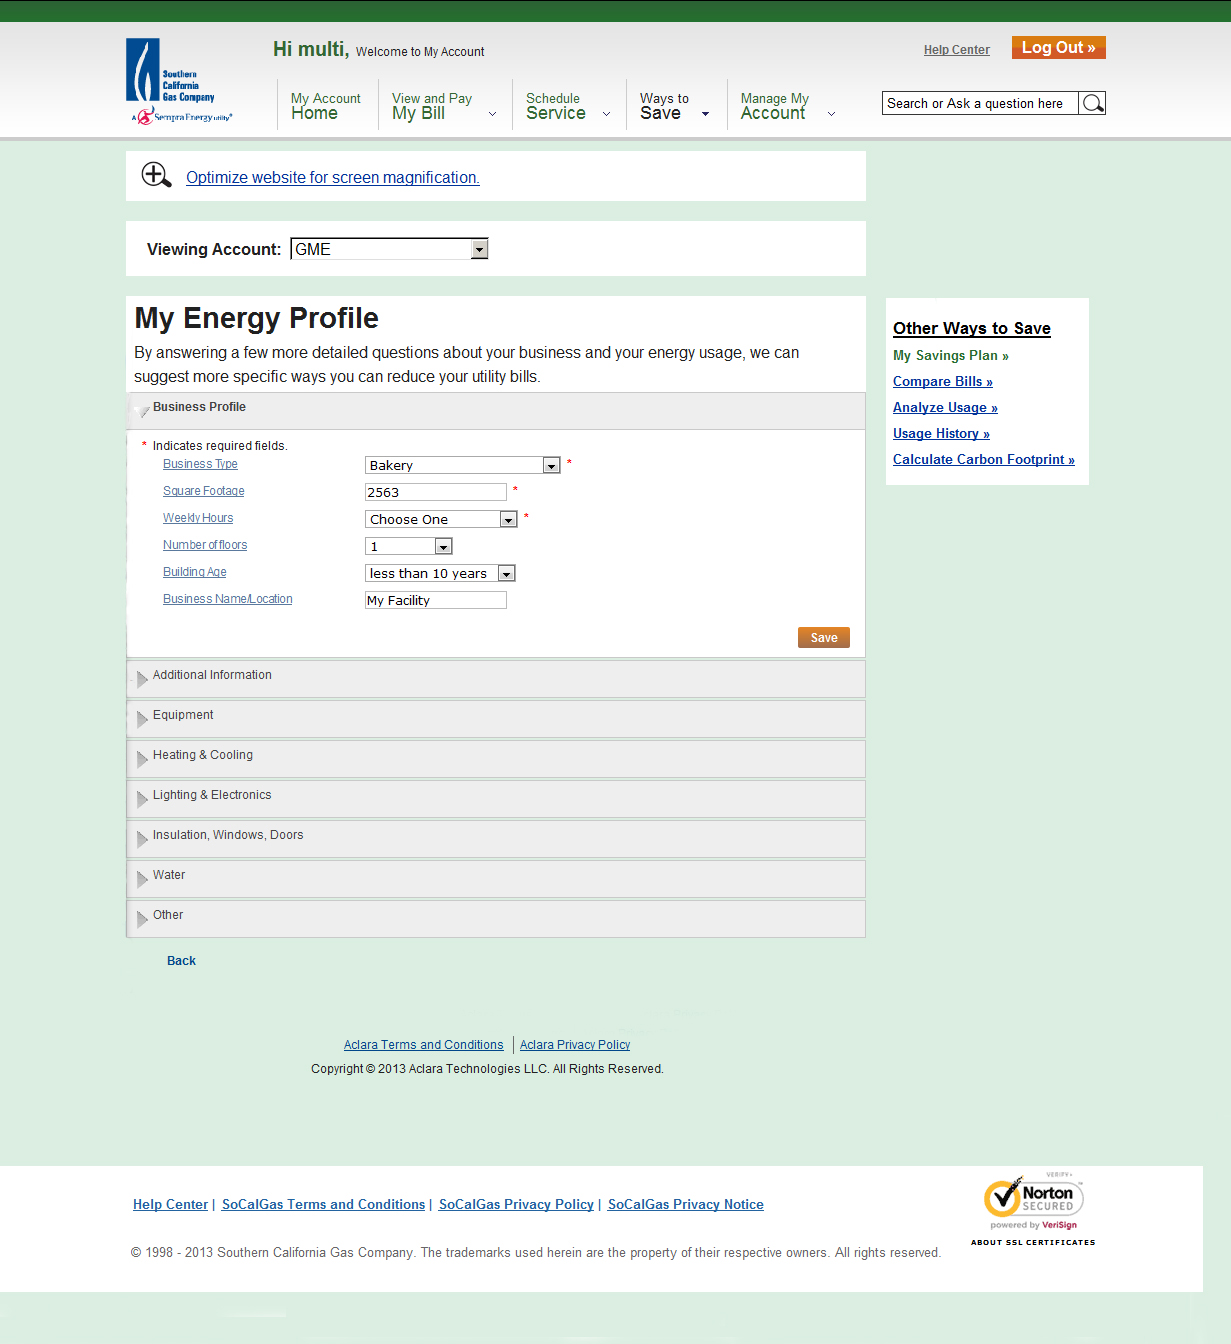 Hi multi, Welcome to My Account
Help Center
Log Out »
Southern
California
Gas Company
A Sempra Energy utility®
My Account
Home
View and Pay
My Bill
Schedule
Service
Ways to
Save
Manage My
Account
Search or Ask a question here
Optimize website for screen magnification.
Viewing Account: GME
My Energy Profile
By answering a few more detailed questions about your business and your energy usage, we can
suggest more specific ways you can reduce your utility bills.
Business Profile
* Indicates required fields.
Business Type Bakery *
Square Footage 2563 *
Weekly Hours Choose One *
Number of floors 1
Building Age less than 10 years
Business Name/Location My Facility
Save
Additional Information
Equipment
Heating & Cooling
Lighting & Electronics
Insulation, Windows, Doors
Water
Other
Back
Other Ways to Save
My Savings Plan »
Compare Bills »
Analyze Usage »
Usage History »
Calculate Carbon Footprint »
Aclara Terms and Conditions | Aclara Privacy Policy
Copyright © 2013 Aclara Technologies LLC. All Rights Reserved.
Help Center | SoCalGas Terms and Conditions | SoCalGas Privacy Policy | SoCalGas Privacy Notice
VERIFY
Norton
SECURED
powered by VeriSign
ABOUT SSL CERTIFICATES
© 1998 - 2013 Southern California Gas Company. The trademarks used herein are the property of their respective owners. All rights reserved.